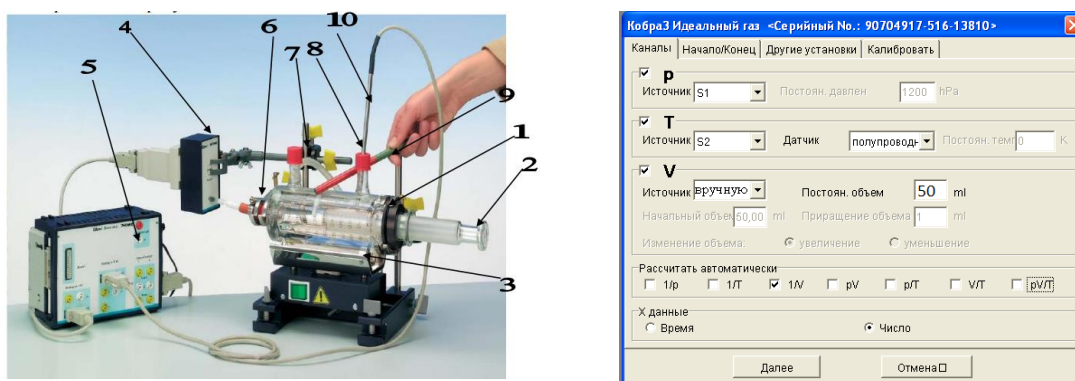 4
6
7
8
10
5
9
1
2
3
Кобра3 Идеальный газ <Серийный No.: 90704917-516-13810>
Каналы Начало/Конец Другие установки Калибровать
p
Источник S1 Постоян. давлен 1200 hPa
T
Источник S2 Датчик полупроводн Постоян. темп 0 K
V
Источник вручную Постоян. объем 50 ml
Начальный объем 50,00 ml Приращение объема 1 ml
Изменение объема: увеличение уменьшение
Рассчитать автоматически
1/p 1/T 1/V pV p/T V/T pV/T
X данные
Время Число
Далее Отмена